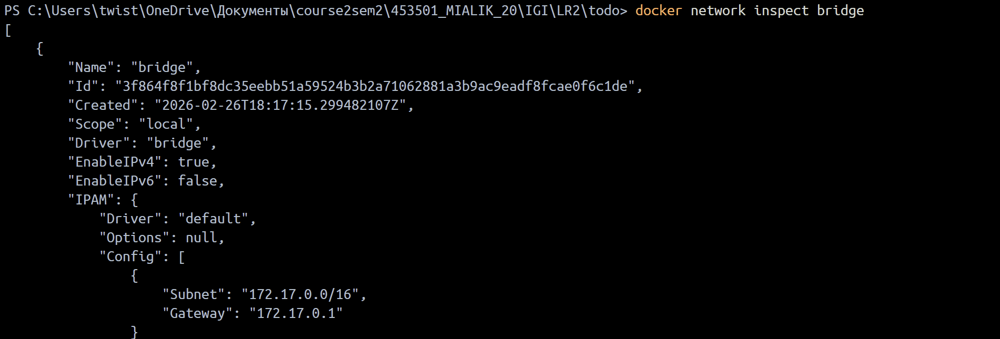 PS C:\Users\twist\OneDrive\Документы\course2sem2\453501_MIALIK_20\IGI\LR2\todo> docker network inspect bridge
[
    {
        "Name": "bridge",
        "Id": "3f864f8f1bf8dc35eebb51a59524b3b2a71062881a3b9ac9eadf8fcae0f6c1de",
        "Created": "2026-02-26T18:17:15.299482107Z",
        "Scope": "local",
        "Driver": "bridge",
        "EnableIPv4": true,
        "EnableIPv6": false,
        "IPAM": {
            "Driver": "default",
            "Options": null,
            "Config": [
                {
                    "Subnet": "172.17.0.0/16",
                    "Gateway": "172.17.0.1"
                }